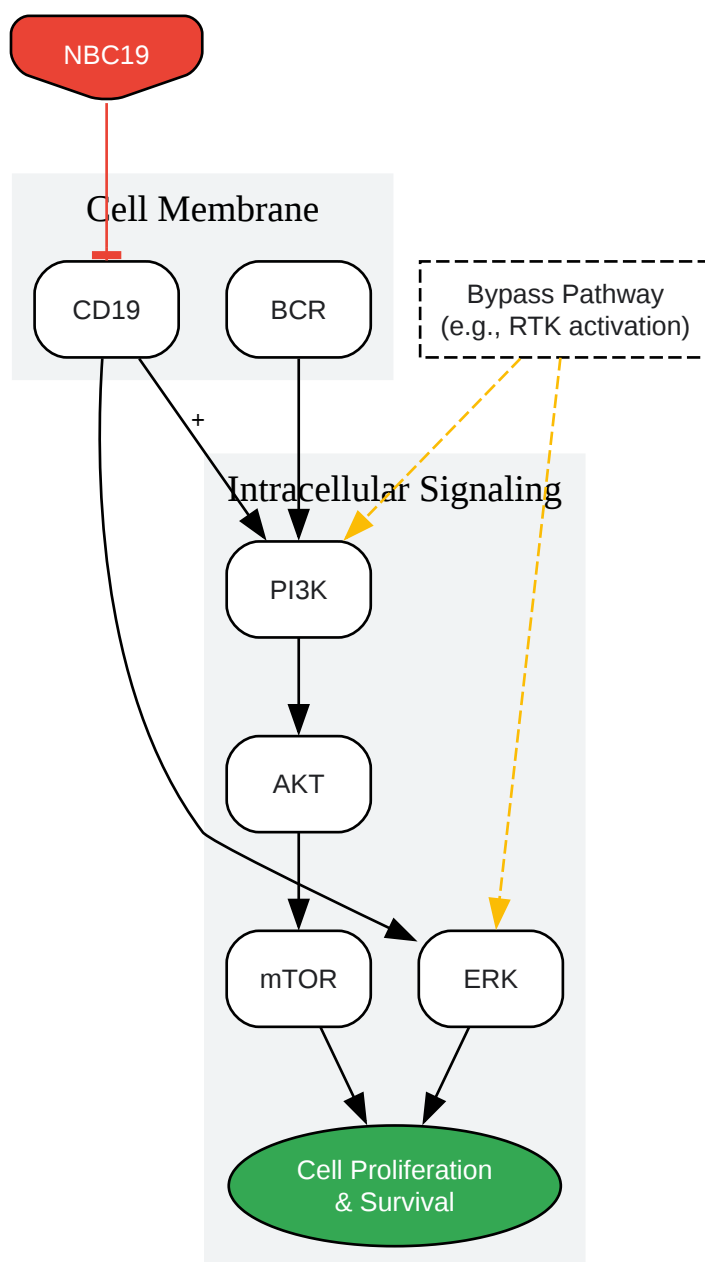 NBC19
Cell Membrane
CD19
BCR
Bypass Pathway
(e.g., RTK activation)
+
Intracellular Signaling
PI3K
AKT
mTOR
ERK
Cell Proliferation
& Survival